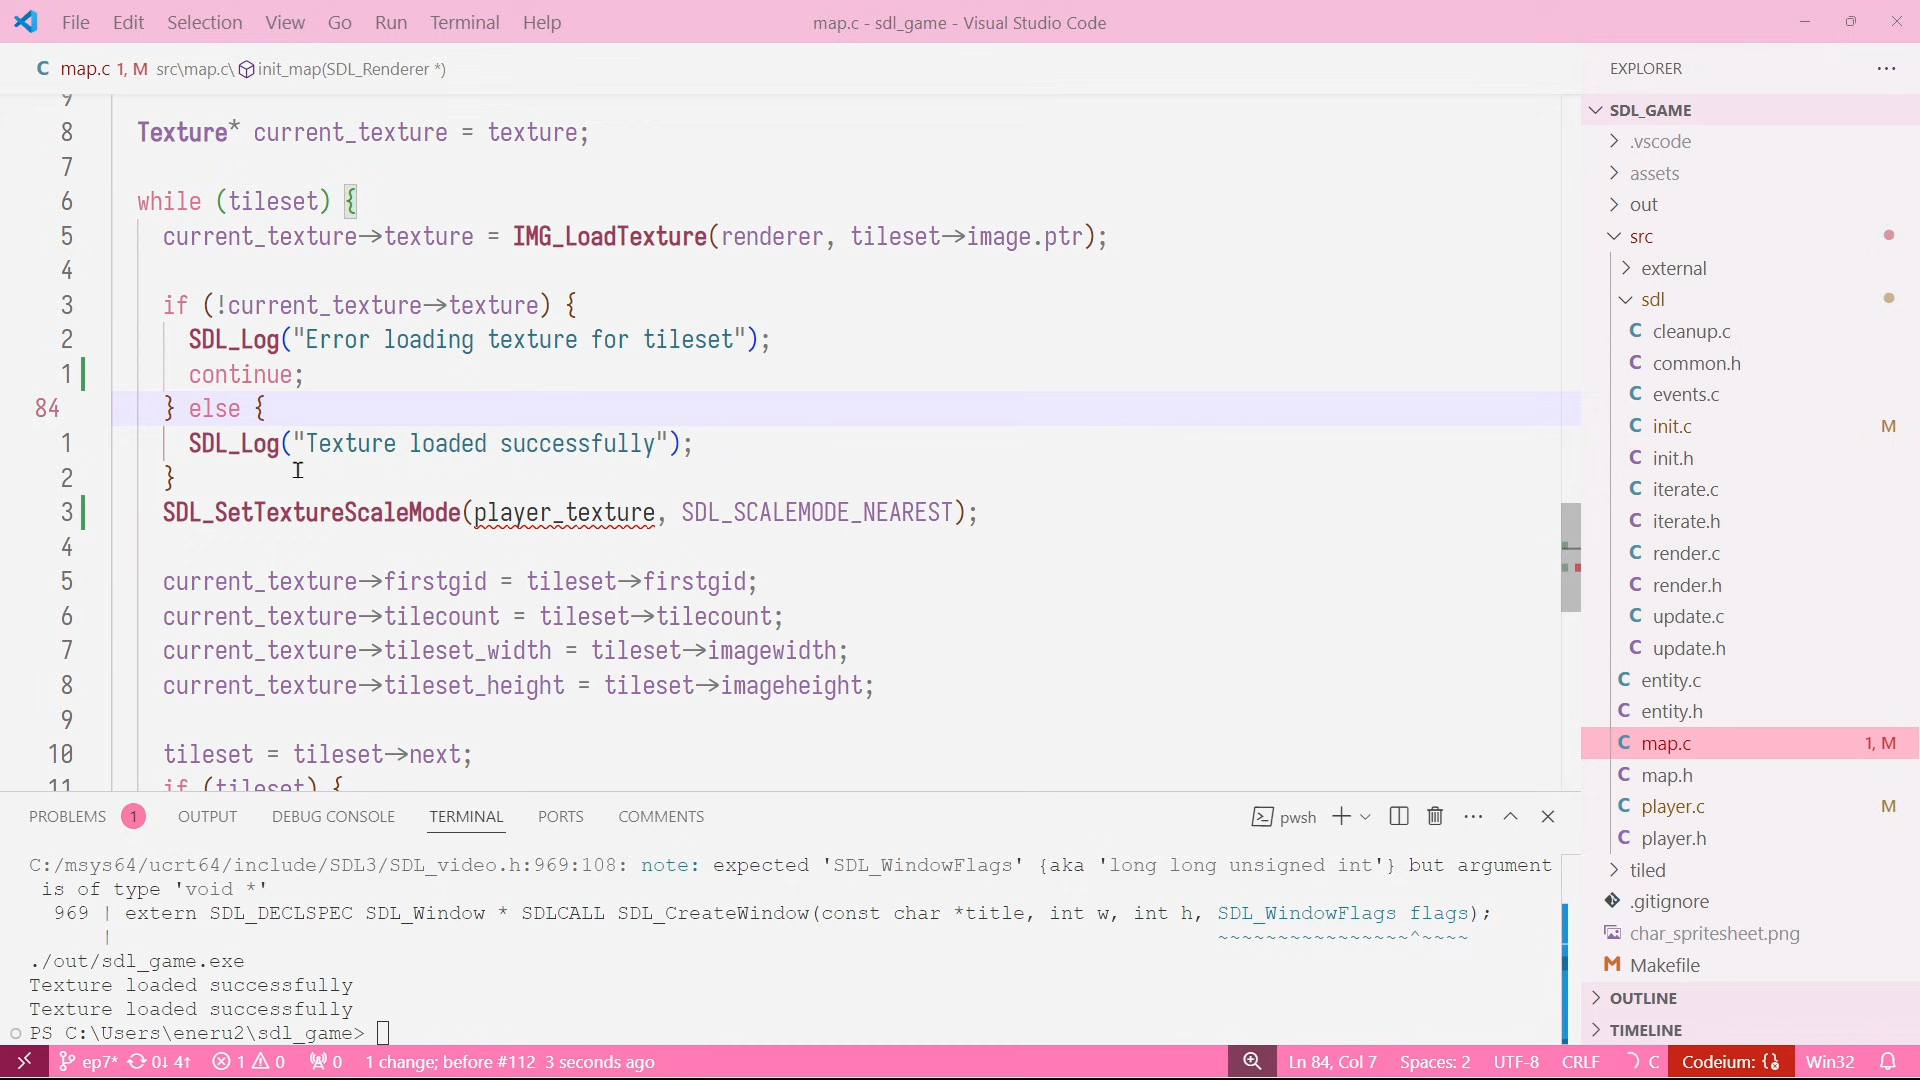 File Edit Selection View Go Run Terminal Help
map.c - sdl_game - Visual Studio Code
C map.c 1, M src\map.c\ init_map(SDL_Renderer *)
9
8 Texture* current_texture = texture;
7
6 while (tileset) {
5 current_texture->texture = IMG_LoadTexture(renderer, tileset->image.ptr);
4
3 if (!current_texture->texture) {
2 SDL_Log("Error loading texture for tileset");
1 continue;
84 } else {
1 SDL_Log("Texture loaded successfully");
2 }
3 SDL_SetTextureScaleMode(player_texture, SDL_SCALEMODE_NEAREST);
4
5 current_texture->firstgid = tileset->firstgid;
6 current_texture->tilecount = tileset->tilecount;
7 current_texture->tileset_width = tileset->imagewidth;
8 current_texture->tileset_height = tileset->imageheight;
9
10 tileset = tileset->next;
11 if (tileset) {
EXPLORER
SDL_GAME
.vscode
assets
out
src
external
sdl
C cleanup.c
C common.h
C events.c
C init.c M
C init.h
C iterate.c
C iterate.h
C render.c
C render.h
C update.c
C update.h
C entity.c
C entity.h
C map.c 1, M
C map.h
C player.c M
C player.h
tiled
.gitignore
char_spritesheet.png
M Makefile
OUTLINE
TIMELINE
PROBLEMS 1 OUTPUT DEBUG CONSOLE TERMINAL PORTS COMMENTS
pwsh
C:/msys64/ucrt64/include/SDL3/SDL_video.h:969:108: note: expected 'SDL_WindowFlags' {aka 'long long unsigned int'} but argument
is of type 'void *'
969 | extern SDL_DECLSPEC SDL_Window * SDLCALL SDL_CreateWindow(const char *title, int w, int h, SDL_WindowFlags flags);
| ~~~~~~~~~~~~~~~~^~~~~
./out/sdl_game.exe
Texture loaded successfully
Texture loaded successfully
PS C:\Users\eneru2\sdl_game>
ep7* 0↓ 4↑ 1 0 0 1 change; before #112 3 seconds ago
Ln 84, Col 7 Spaces: 2 UTF-8 CRLF C Codeium: {} Win32